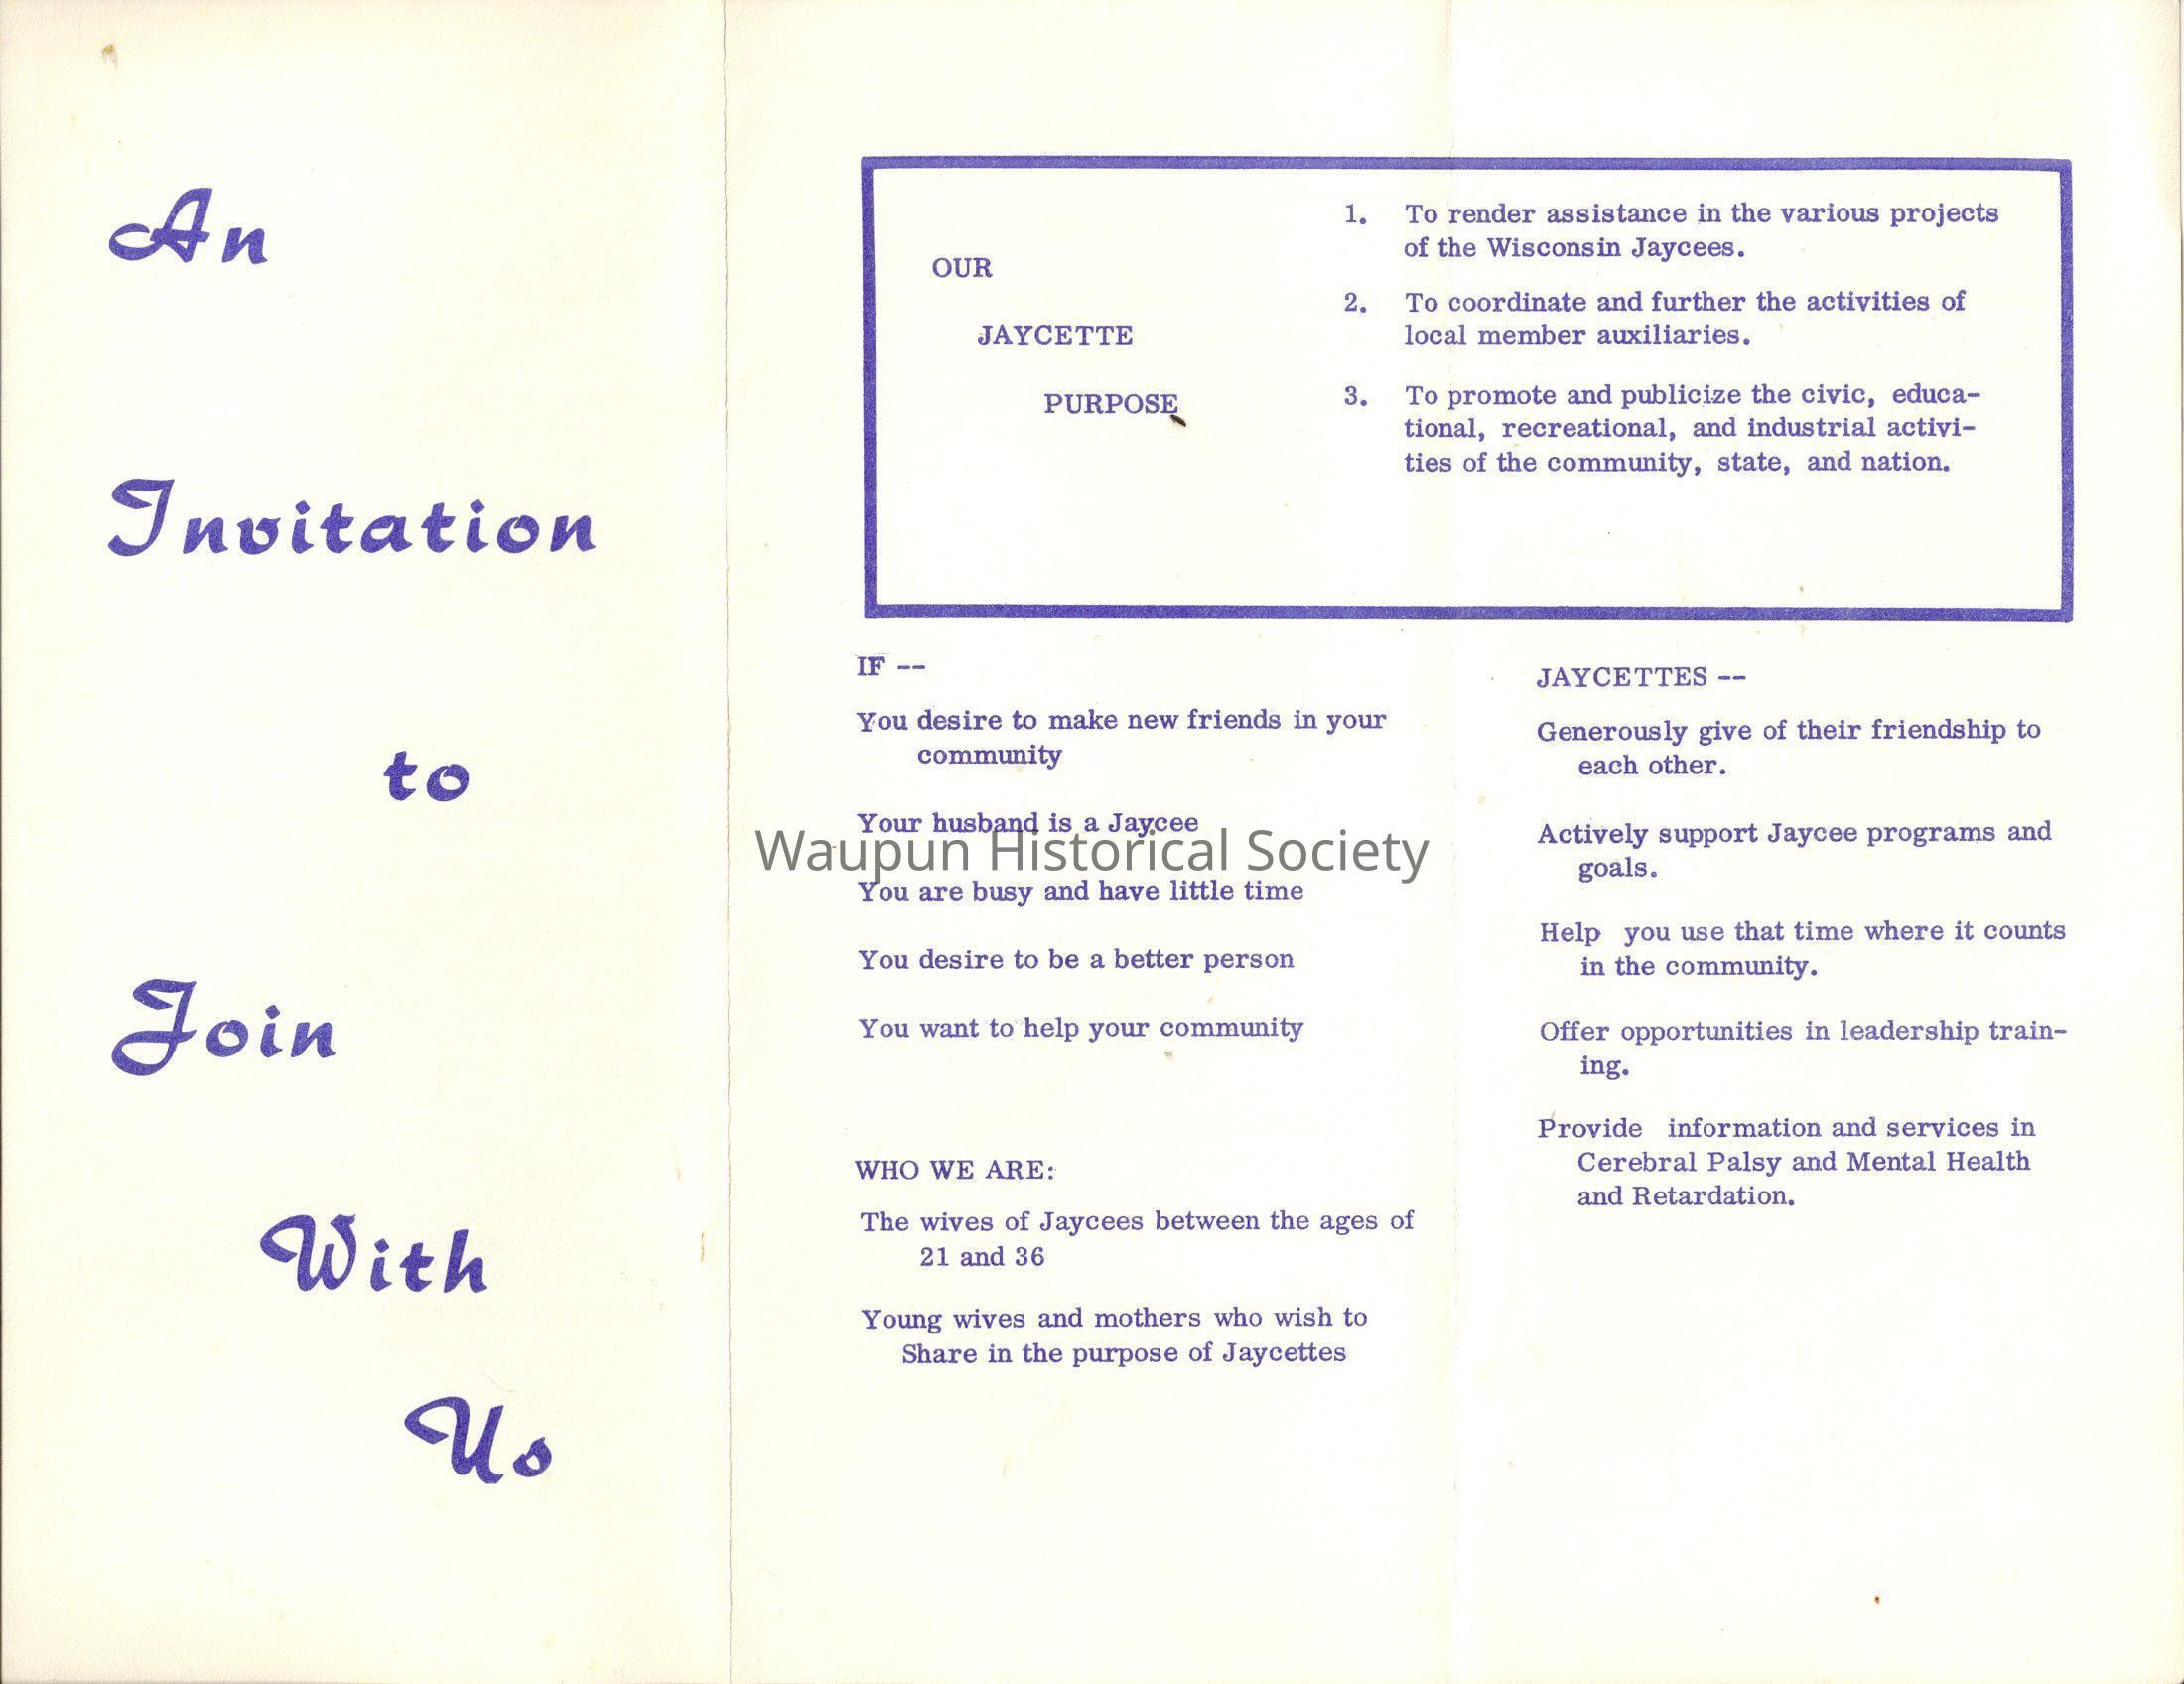 An
Invitation
to
Join
With
Us
OUR
JAYCETTE
PURPOSE
1. To render assistance in the various projects
of the Wisconsin Jaycees.
2. To coordinate and further the activities of
local member auxiliaries.
3. To promote and publicize the civic, educa-
tional, recreational, and industrial activi-
ties of the community, state, and nation.
IF --
You desire to make new friends in your
community
Your husband is a Jaycee
Waupun Historical Society
You are busy and have little time
You desire to be a better person
You want to help your community
WHO WE ARE:
The wives of Jaycees between the ages of
21 and 36
Young wives and mothers who wish to
Share in the purpose of Jaycettes
JAYCETTES --
Generously give of their friendship to
each other.
Actively support Jaycee programs and
goals.
Help you use that time where it counts
in the community.
Offer opportunities in leadership train-
ing.
Provide information and services in
Cerebral Palsy and Mental Health
and Retardation.